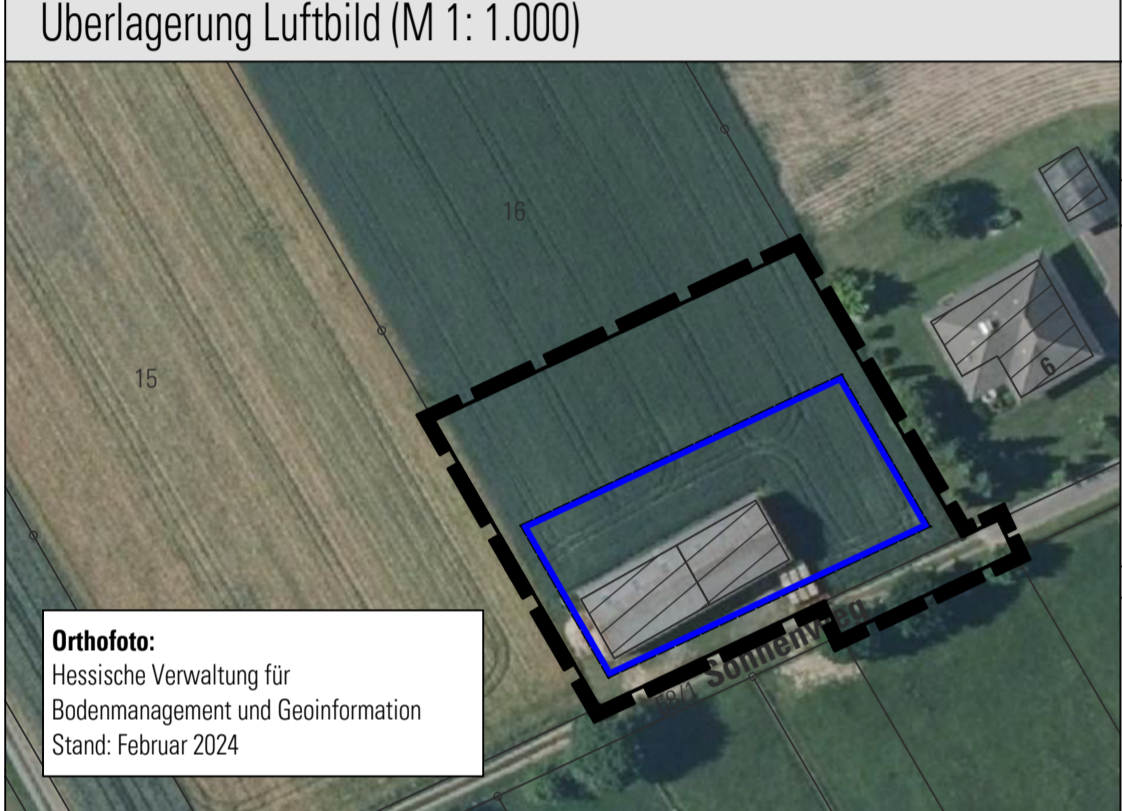 Überlagerung Luftbild (M 1: 1.000)
16
15
6
Sonnenweg
Orthofoto:
Hessische Verwaltung für
Bodenmanagement und Geoinformation
Stand: Februar 2024